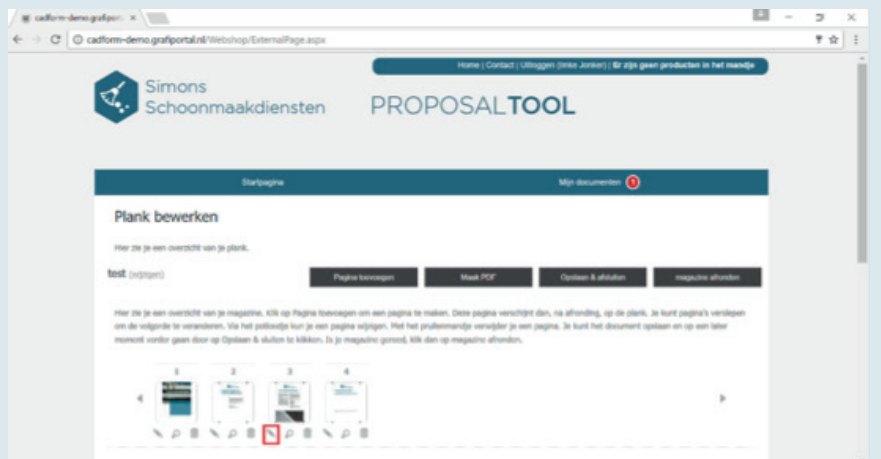 cadform-demo.grafiport
cadform-demo.grafiportal.nl/Webshop/ExternalPage.aspx
Home | Contact | Uitloggen (Imke Jonker) | Er zijn geen producten in het mandje
Simons
Schoonmaakdiensten
PROPOSALTOOL
Startpagina
Mijn documenten 1
Plank bewerken
Hier zie je een overzicht van je plank.
test (wijzigen)
Pagina toevoegen
Maak PDF
Opslaan & afsluiten
magazine afronden
Hier zie je een overzicht van je magazine. Klik op Pagina toevoegen om een pagina te maken. Deze pagina verschijnt dan, na afronding, op de plank. Je kunt pagina's verslepen
om de volgorde te veranderen. Via het potloodje kun je een pagina wijzigen. Met het prullenmandje verwijder je een pagina. Je kunt het document opslaan en op een later
moment verder gaan door op Opslaan & sluiten te klikken. Is je magazine gereed, klik dan op magazine afronden.
1 2 3 4